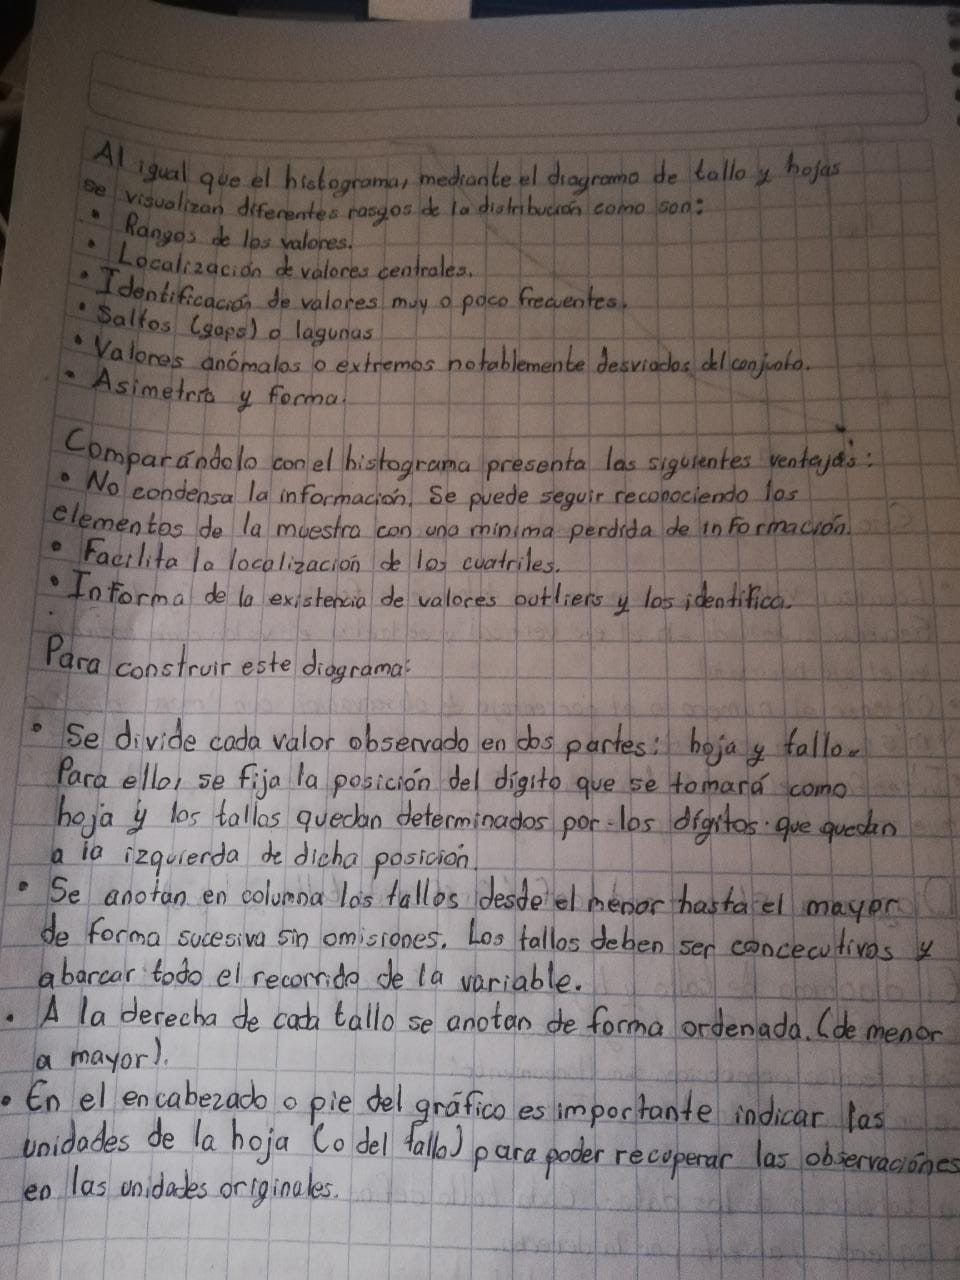 Al igual que el histograma, mediante el diagrama de tallo y hojas
se visualizan diferentes rasgos de la distribución como son:
• Rangos de los valores.
• Localización de valores centrales.
• Identificación de valores muy o poco frecuentes.
• Saltos (gaps) o lagunas
• Valores anómalos o extremos notablemente desviados del conjunto.
• Asimetría y forma.
Comparándolo con el histograma presenta las siguientes ventajas:
• No condensa la información. Se puede seguir reconociendo los
elementos de la muestra con una mínima perdida de información.
• Facilita la localización de los cuatriles.
• Informa de la existencia de valores outliers y los identifica.
Para construir este diagrama:
• Se divide cada valor observado en dos partes: hoja y tallo.
Para ello, se fija la posición del dígito que se tomará como
hoja y los tallos quedan determinados por los dígitos que quedan
a la izquierda de dicha posición.
• Se anotan en columna los tallos desde el menor hasta el mayor
de forma sucesiva sin omisiones. Los tallos deben ser concecutivos y
abarcar todo el recorrido de la variable.
• A la derecha de cada tallo se anotan de forma ordenada. (de menor
a mayor).
• En el encabezado o pie del gráfico es importante indicar las
unidades de la hoja (o del tallo) para poder recuperar las observaciónes
en las unidades originales.